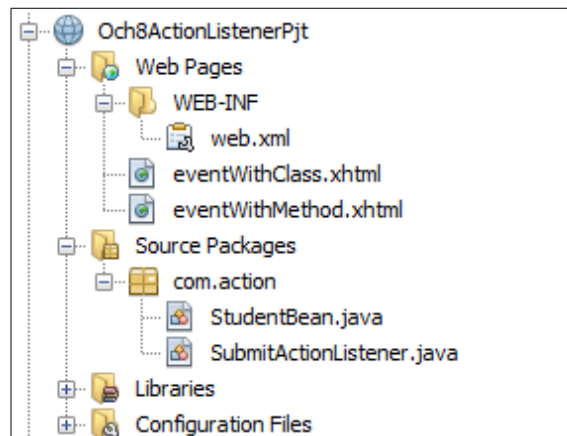 Och8ActionListenerPjt
Web Pages
WEB-INF
web.xml
eventWithClass.xhtml
eventWithMethod.xhtml
Source Packages
com.action
StudentBean.java
SubmitActionListener.java
Libraries
Configuration Files